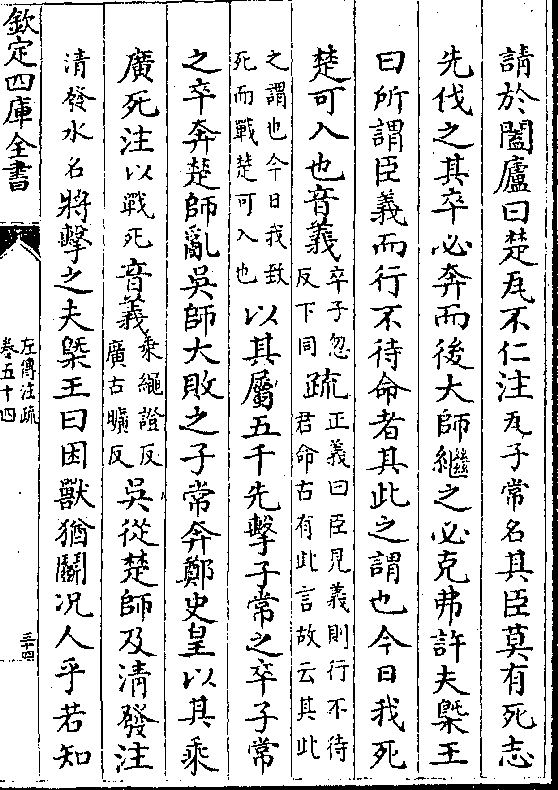 請於闔廬曰楚瓦不仁注瓦子常名其臣莫有死志
先伐之其卒必奔而後大師繼之必克弗許夫槩王
曰所謂臣義而行不待命者其此之謂也今日我死
楚可入也音義卒子忽反下同疏正義曰臣見義則行不待君命古有此言故云其此
之謂也今日我致死而戰楚可入也以其屬五千先擊子常之卒子常
之卒奔楚師亂吳師大敗之子常奔鄭史皇以其乘
廣死注以戰死音義乘繩證反廣古曠反吳從楚師及清發注
清發水名將擊之夫槩王曰困獸猶鬭况人乎若知
欽定四庫全書
左傳注疏
卷五十四
三十四